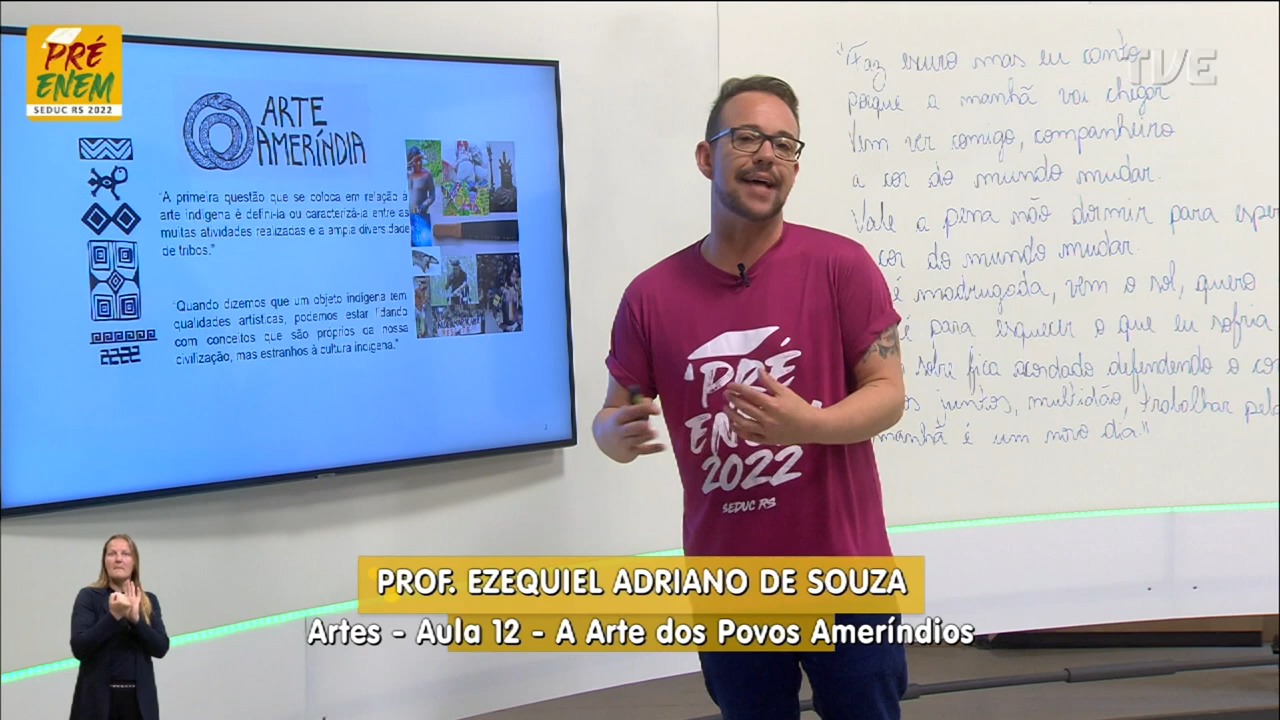 PRÉ
ENEM
SEDUC RS 2022
ARTE
AMERÍNDIA
"A primeira questão que se coloca em relação à
arte indígena é defini-la ou caracterizá-la entre as
muitas atividades realizadas e a ampla diversidade
de tribos."
"Quando dizemos que um objeto indígena tem
qualidades artísticas, podemos estar lidando
com conceitos que são próprios da nossa
civilização, mas estranhos à cultura indígena."
2
TVE
"Faz escuro mas eu canto
porque a manhã vai chegar
Vem ver comigo, companheiro
a cor do mundo mudar.
Vale a pena não dormir para esper
cor do mundo mudar.
é madrugada, vem o sol, quero
é para esquecer o que eu sofria
sofre fica acordado defendendo o cor
os juntos, multidão, trabalhar pela
manhã é um novo dia."
PRÉ
2022
SEDUC RS
PROF. EZEQUIEL ADRIANO DE SOUZA
Artes - Aula 12 - A Arte dos Povos Ameríndios